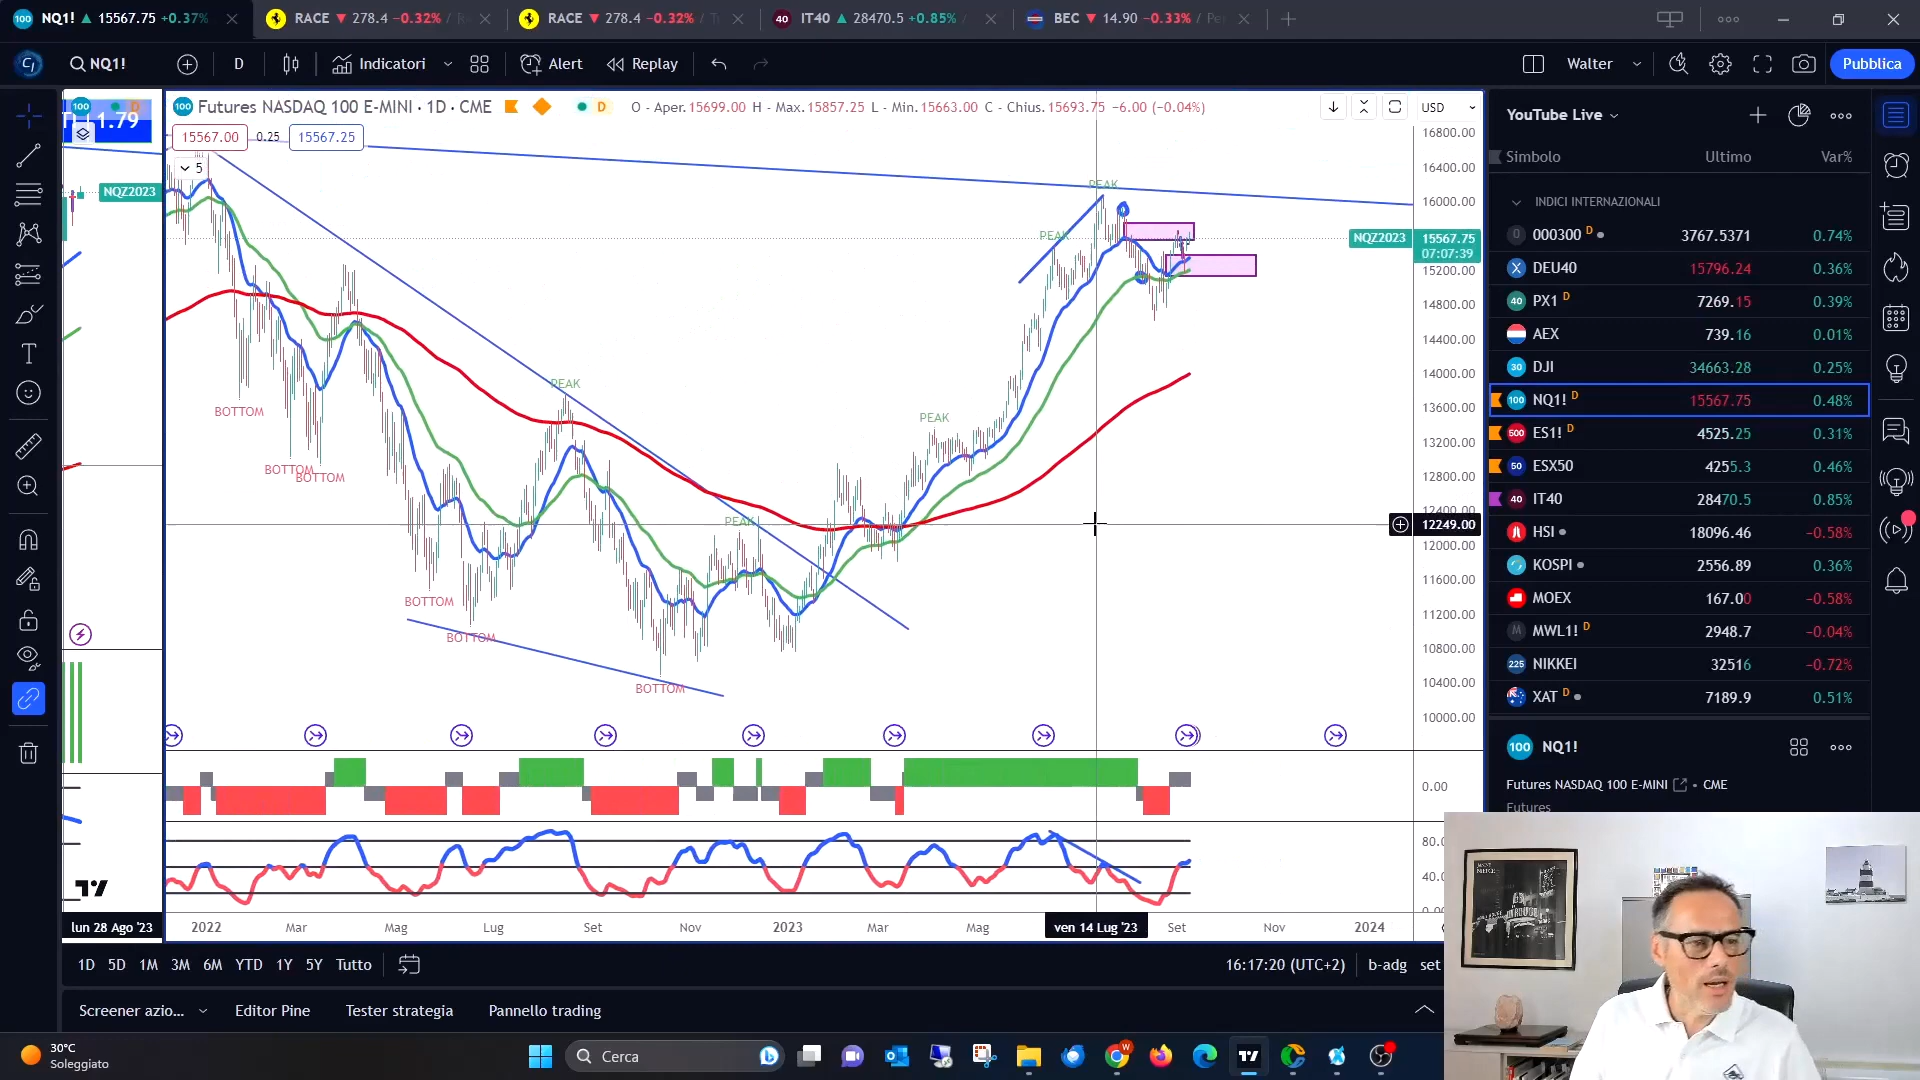 NQ1! ▲ 15567.75 +0.37%
RACE ▼ 278.4 −0.32%
RACE ▼ 278.4 −0.32%
IT40 ▲ 28470.5 +0.85%
BEC ▼ 14.90 −0.33% / Pe
NQ1!
D
Indicatori
Alert
Replay
Walter
Pubblica
Futures NASDAQ 100 E-MINI · 1D · CME
D
O - Aper.15699.00 H - Max.15857.25 L - Min.15663.00 C - Chius.15693.75 −6.00 (−0.04%)
USD
15567.00
0.25
15567.25
5
NQZ2023
PEAK
PEAK
PEAK
PEAK
PEAK
BOTTOM
BOTTOM
BOTTOM
BOTTOM
BOTTOM
BOTTOM
16800.00
16400.00
16000.00
NQZ2023
15567.75
07:07:39
15200.00
14800.00
14400.00
14000.00
13600.00
13200.00
12800.00
12400.00
12249.00
12000.00
11600.00
11200.00
10800.00
10400.00
10000.00
0.00
80.
40.
lun 28 Ago '23
2022
Mar
Mag
Lug
Set
Nov
2023
Mar
Mag
ven 14 Lug '23
Set
Nov
2024
1D
5D
1M
3M
6M
YTD
1Y
5Y
Tutto
16:17:20 (UTC+2)
b-adg
set
Screener azio...
Editor Pine
Tester strategia
Pannello trading
YouTube Live
Simbolo
Ultimo
Var%
INDICI INTERNAZIONALI
000300 D 3767.5371 0.74%
DEU40 15796.24 0.36%
PX1 D 7269.15 0.39%
AEX 739.16 0.01%
DJI 34663.28 0.25%
NQ1! D 15567.75 0.48%
ES1! D 4525.25 0.31%
ESX50 4255.3 0.46%
IT40 28470.5 0.85%
HSI 18096.46 −0.58%
KOSPI 2556.89 0.36%
MOEX 167.00 −0.58%
MWL1! D 2948.7 −0.04%
NIKKEI 32516 −0.72%
XAT D 7189.9 0.51%
100
NQ1!
Futures NASDAQ 100 E-MINI · CME
Futures
30°C
Soleggiato
Cerca